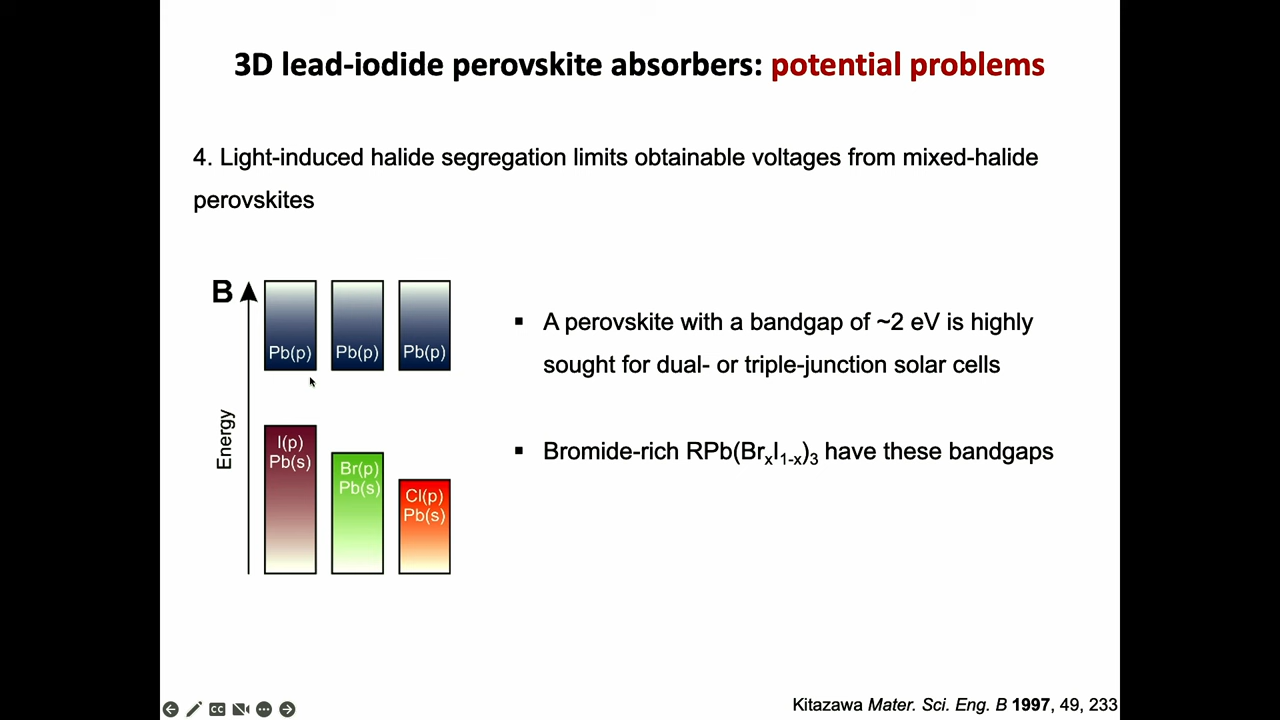 3D lead-iodide perovskite absorbers: potential problems
4. Light-induced halide segregation limits obtainable voltages from mixed-halide
perovskites
B
Pb(p) Pb(p) Pb(p)
Energy
I(p)
Pb(s)
Br(p)
Pb(s)
Cl(p)
Pb(s)
▪ A perovskite with a bandgap of ~2 eV is highly
sought for dual- or triple-junction solar cells
▪ Bromide-rich RPb(BrxI1-x)3 have these bandgaps
CC
Kitazawa Mater. Sci. Eng. B 1997, 49, 233